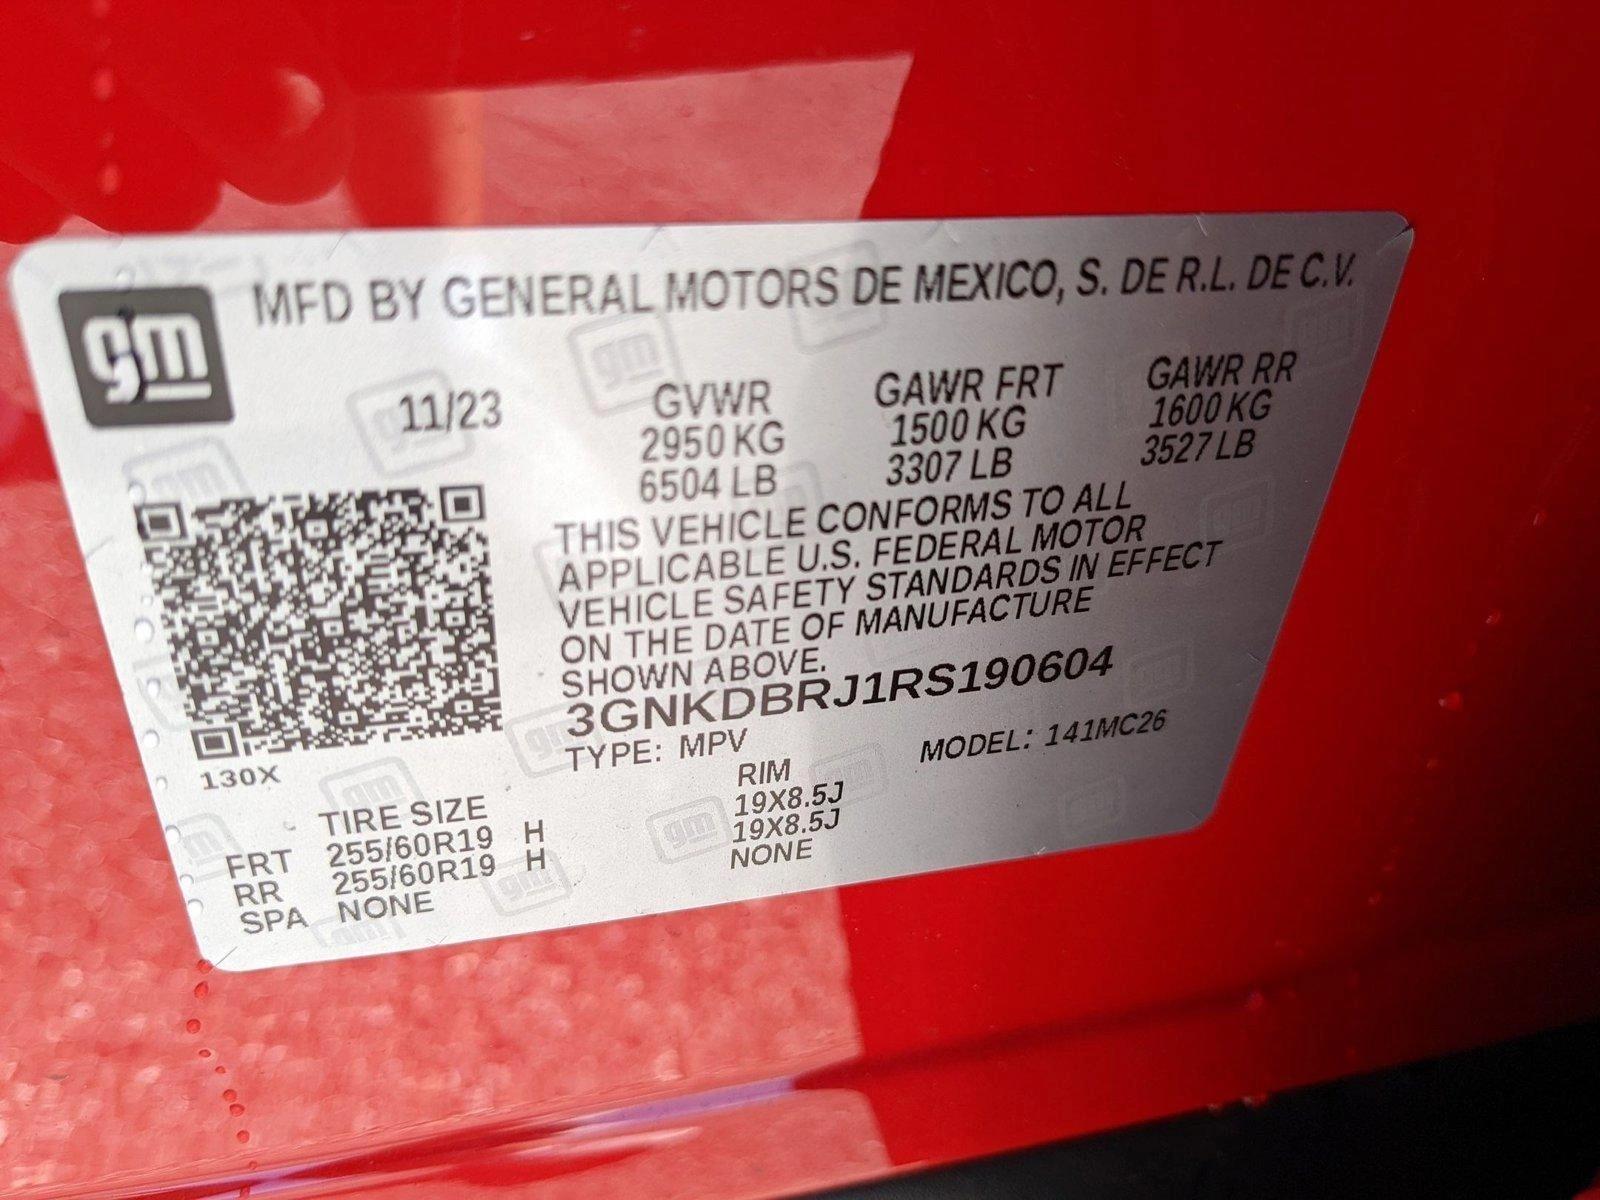 gm
MFD BY GENERAL MOTORS DE MEXICO, S. DE R.L. DE C.V.
11/23
GVWR GAWR FRT GAWR RR
2950 KG 1500 KG 1600 KG
6504 LB 3307 LB 3527 LB
THIS VEHICLE CONFORMS TO ALL
APPLICABLE U.S. FEDERAL MOTOR
VEHICLE SAFETY STANDARDS IN EFFECT
ON THE DATE OF MANUFACTURE
SHOWN ABOVE.
3GNKDBRJ1RS190604
TYPE: MPV MODEL: 141MC26
130X
TIRE SIZE RIM
FRT 255/60R19 H 19X8.5J
RR 255/60R19 H 19X8.5J
SPA NONE NONE